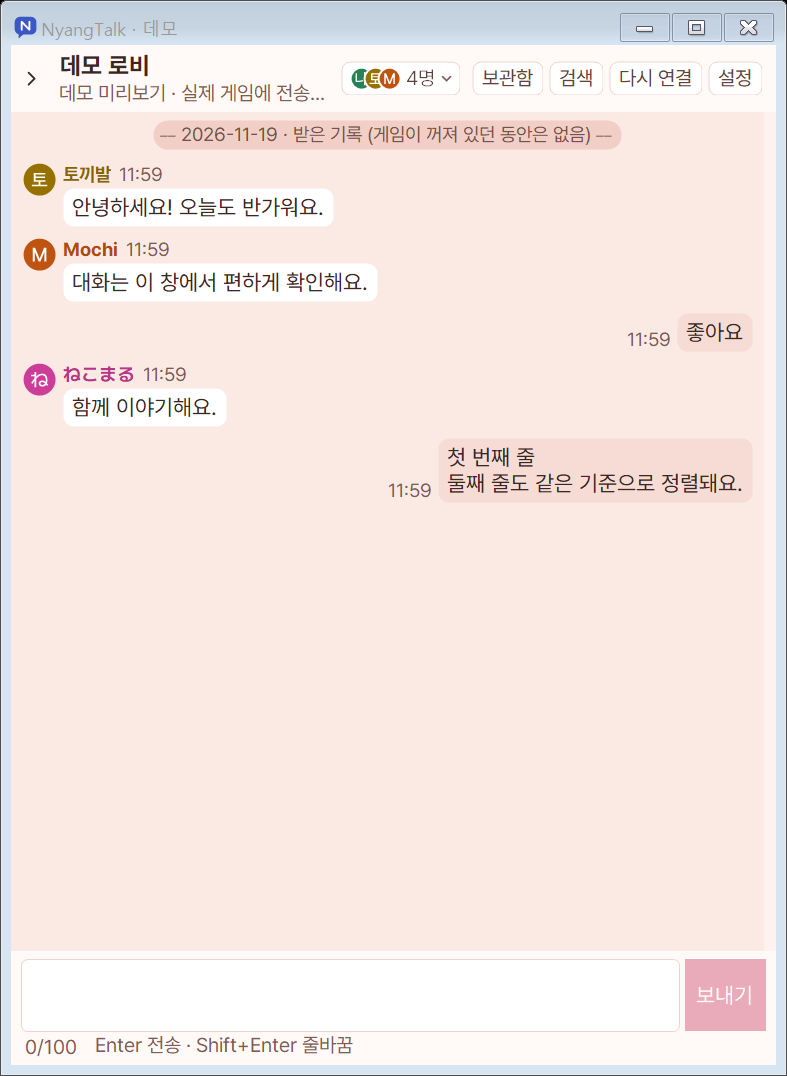 N NyangTalk · 데모
데모 로비
데모 미리보기 · 실제 게임에 전송...
토 M 4명
보관함
검색
다시 연결
설정
— 2026-11-19 · 받은 기록 (게임이 꺼져 있던 동안은 없음) —
토 토끼발 11:59
안녕하세요! 오늘도 반가워요.
M Mochi 11:59
대화는 이 창에서 편하게 확인해요.
11:59 좋아요
ね ねこまる 11:59
함께 이야기해요.
첫 번째 줄
둘째 줄도 같은 기준으로 정렬돼요.
11:59
보내기
0/100 Enter 전송 · Shift+Enter 줄바꿈